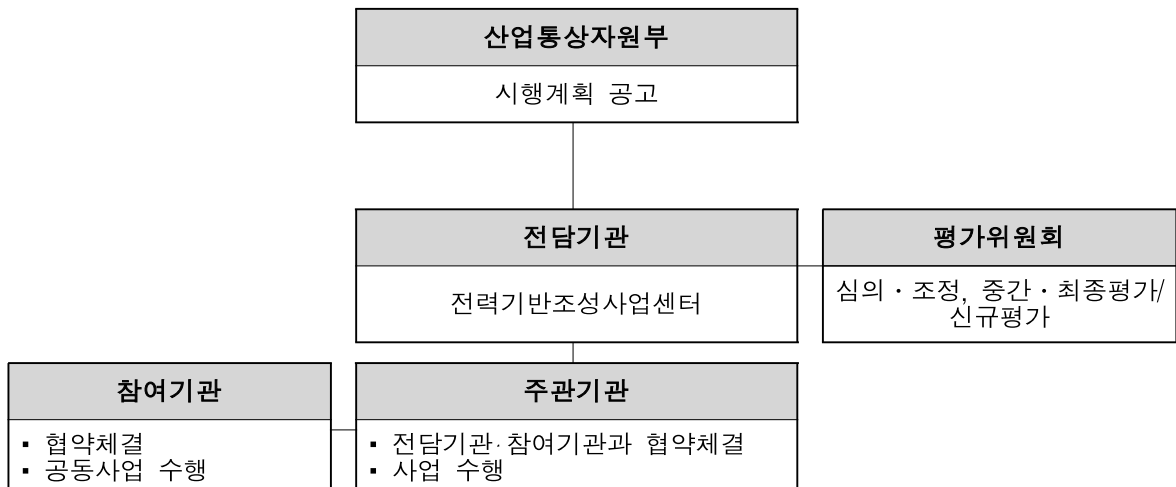 산업통상자원부
시행계획 공고
전담기관
전력기반조성사업센터
평가위원회
심의·조정, 중간·최종평가/
신규평가
참여기관
▪ 협약체결
▪ 공동사업 수행
주관기관
▪ 전담기관·참여기관과 협약체결
▪ 사업 수행